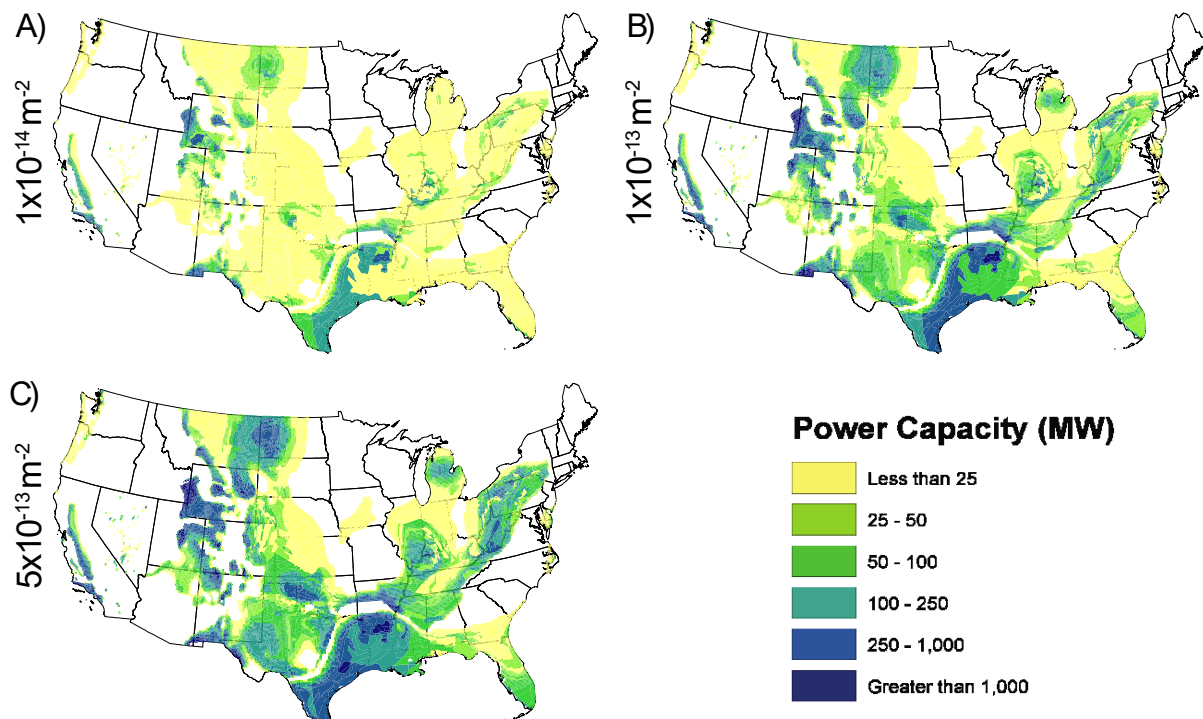 A)
1x10⁻¹⁴ m⁻²
B)
1x10⁻¹³ m⁻²
C)
5x10⁻¹³ m⁻²
Power Capacity (MW)
Less than 25
25 - 50
50 - 100
100 - 250
250 - 1,000
Greater than 1,000